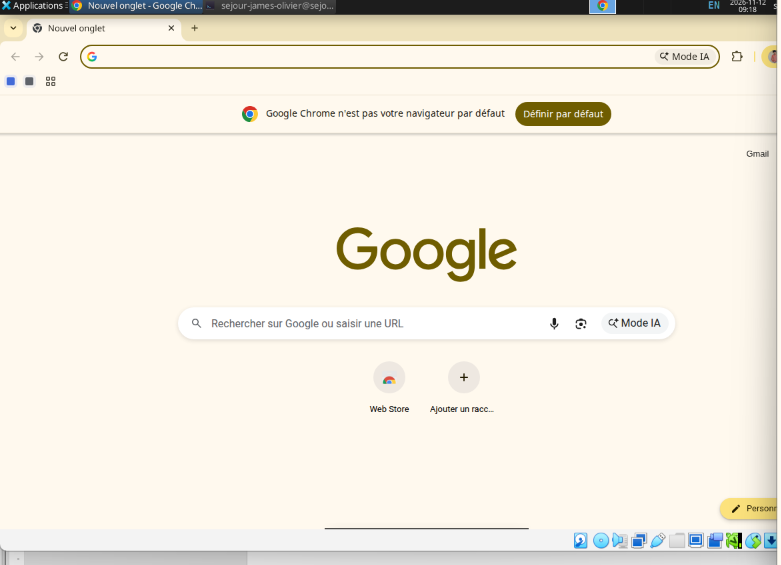 Applications
Nouvel onglet - Google Ch...
sejour-james-olivier@sejo...
EN
2026-11-12
09:18
Nouvel onglet
Mode IA
Google Chrome n'est pas votre navigateur par défaut
Définir par défaut
Gmail
Google
Rechercher sur Google ou saisir une URL
Mode IA
Web Store
Ajouter un racc...
Personn